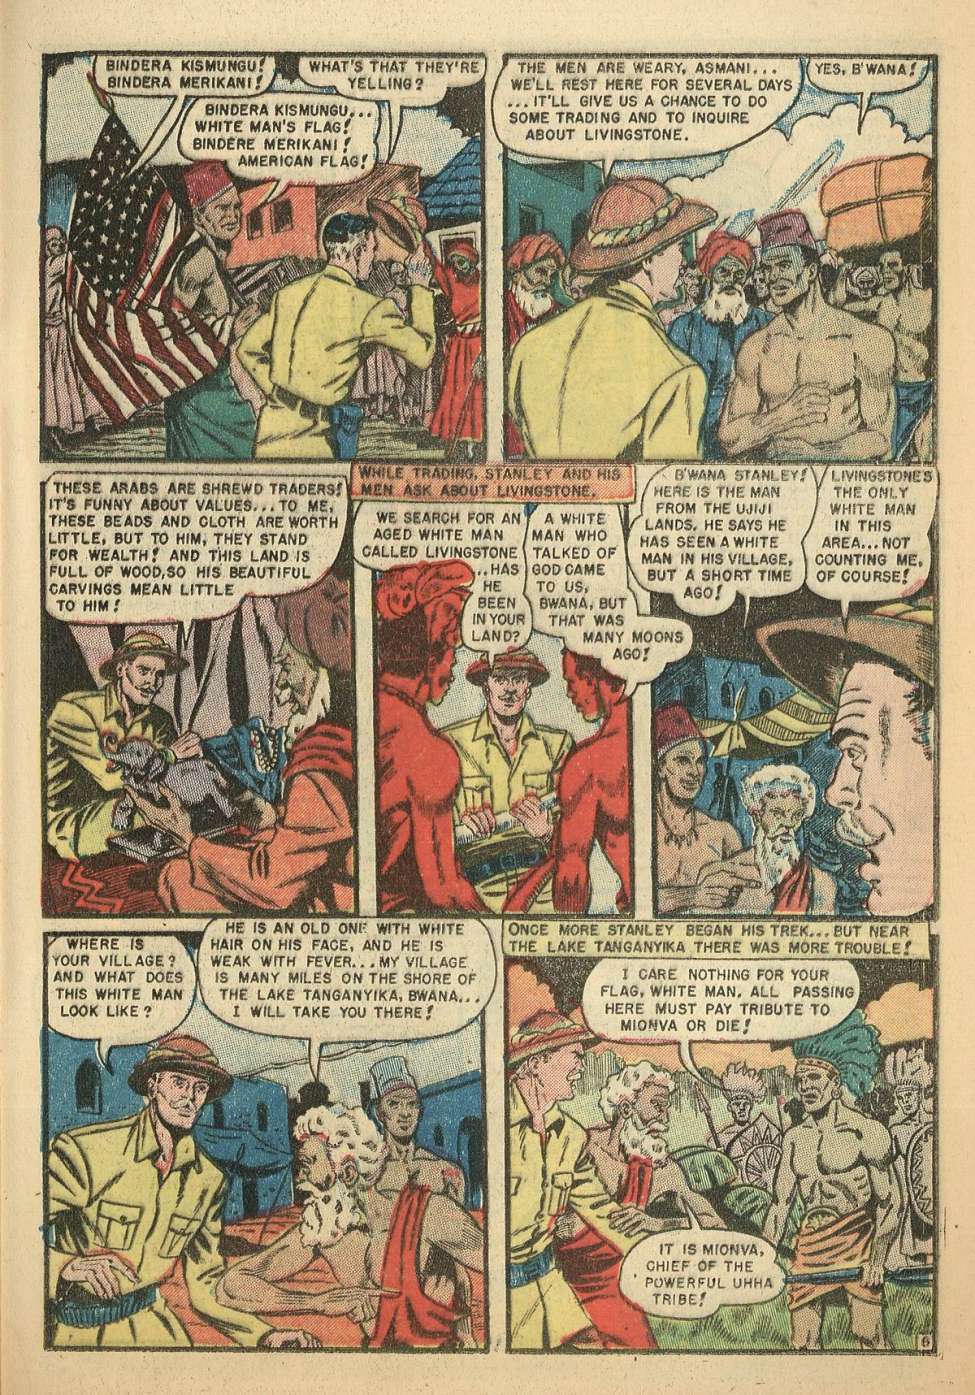 BINDERA KISMUNGU!
BINDERA MERIKANI!
BINDERA KISMUNGU...
WHITE MAN'S FLAG!
BINDERE MERIKANI!
AMERICAN FLAG!
WHAT'S THAT THEY'RE
YELLING?
THE MEN ARE WEARY, ASMANI...
WE'LL REST HERE FOR SEVERAL DAYS
...IT'LL GIVE US A CHANCE TO DO
SOME TRADING AND TO INQUIRE
ABOUT LIVINGSTONE.
YES, B'WANA!
THESE ARABS ARE SHREWD TRADERS!
IT'S FUNNY ABOUT VALUES...TO ME,
THESE BEADS AND CLOTH ARE WORTH
LITTLE, BUT TO HIM, THEY STAND
FOR WEALTH! AND THIS LAND IS
FULL OF WOOD, SO HIS BEAUTIFUL
CARVINGS MEAN LITTLE
TO HIM!
WHILE TRADING, STANLEY AND HIS
MEN ASK ABOUT LIVINGSTONE.
WE SEARCH FOR AN
AGED WHITE MAN
CALLED LIVINGSTONE
...HAS
HE
BEEN
IN YOUR
LAND?
A WHITE
MAN WHO
TALKED OF
GOD CAME
TO US,
BWANA, BUT
THAT WAS
MANY MOONS
AGO!
B'WANA STANLEY!
HERE IS THE MAN
FROM THE UJIJI
LANDS. HE SAYS HE
HAS SEEN A WHITE
MAN IN HIS VILLAGE,
BUT A SHORT TIME
AGO!
LIVINGSTONE'S
THE ONLY
WHITE MAN
IN THIS
AREA...NOT
COUNTING ME,
OF COURSE!
WHERE IS
YOUR VILLAGE?
AND WHAT DOES
THIS WHITE MAN
LOOK LIKE?
HE IS AN OLD ONE WITH WHITE
HAIR ON HIS FACE, AND HE IS
WEAK WITH FEVER...MY VILLAGE
IS MANY MILES ON THE SHORE OF
THE LAKE TANGANYIKA, BWANA...
I WILL TAKE YOU THERE!
ONCE MORE STANLEY BEGAN HIS TREK...BUT NEAR
THE LAKE TANGANYIKA THERE WAS MORE TROUBLE!
I CARE NOTHING FOR YOUR
FLAG, WHITE MAN. ALL PASSING
HERE MUST PAY TRIBUTE TO
MIONVA OR DIE!
IT IS MIONVA,
CHIEF OF THE
POWERFUL UHHA
TRIBE!
6